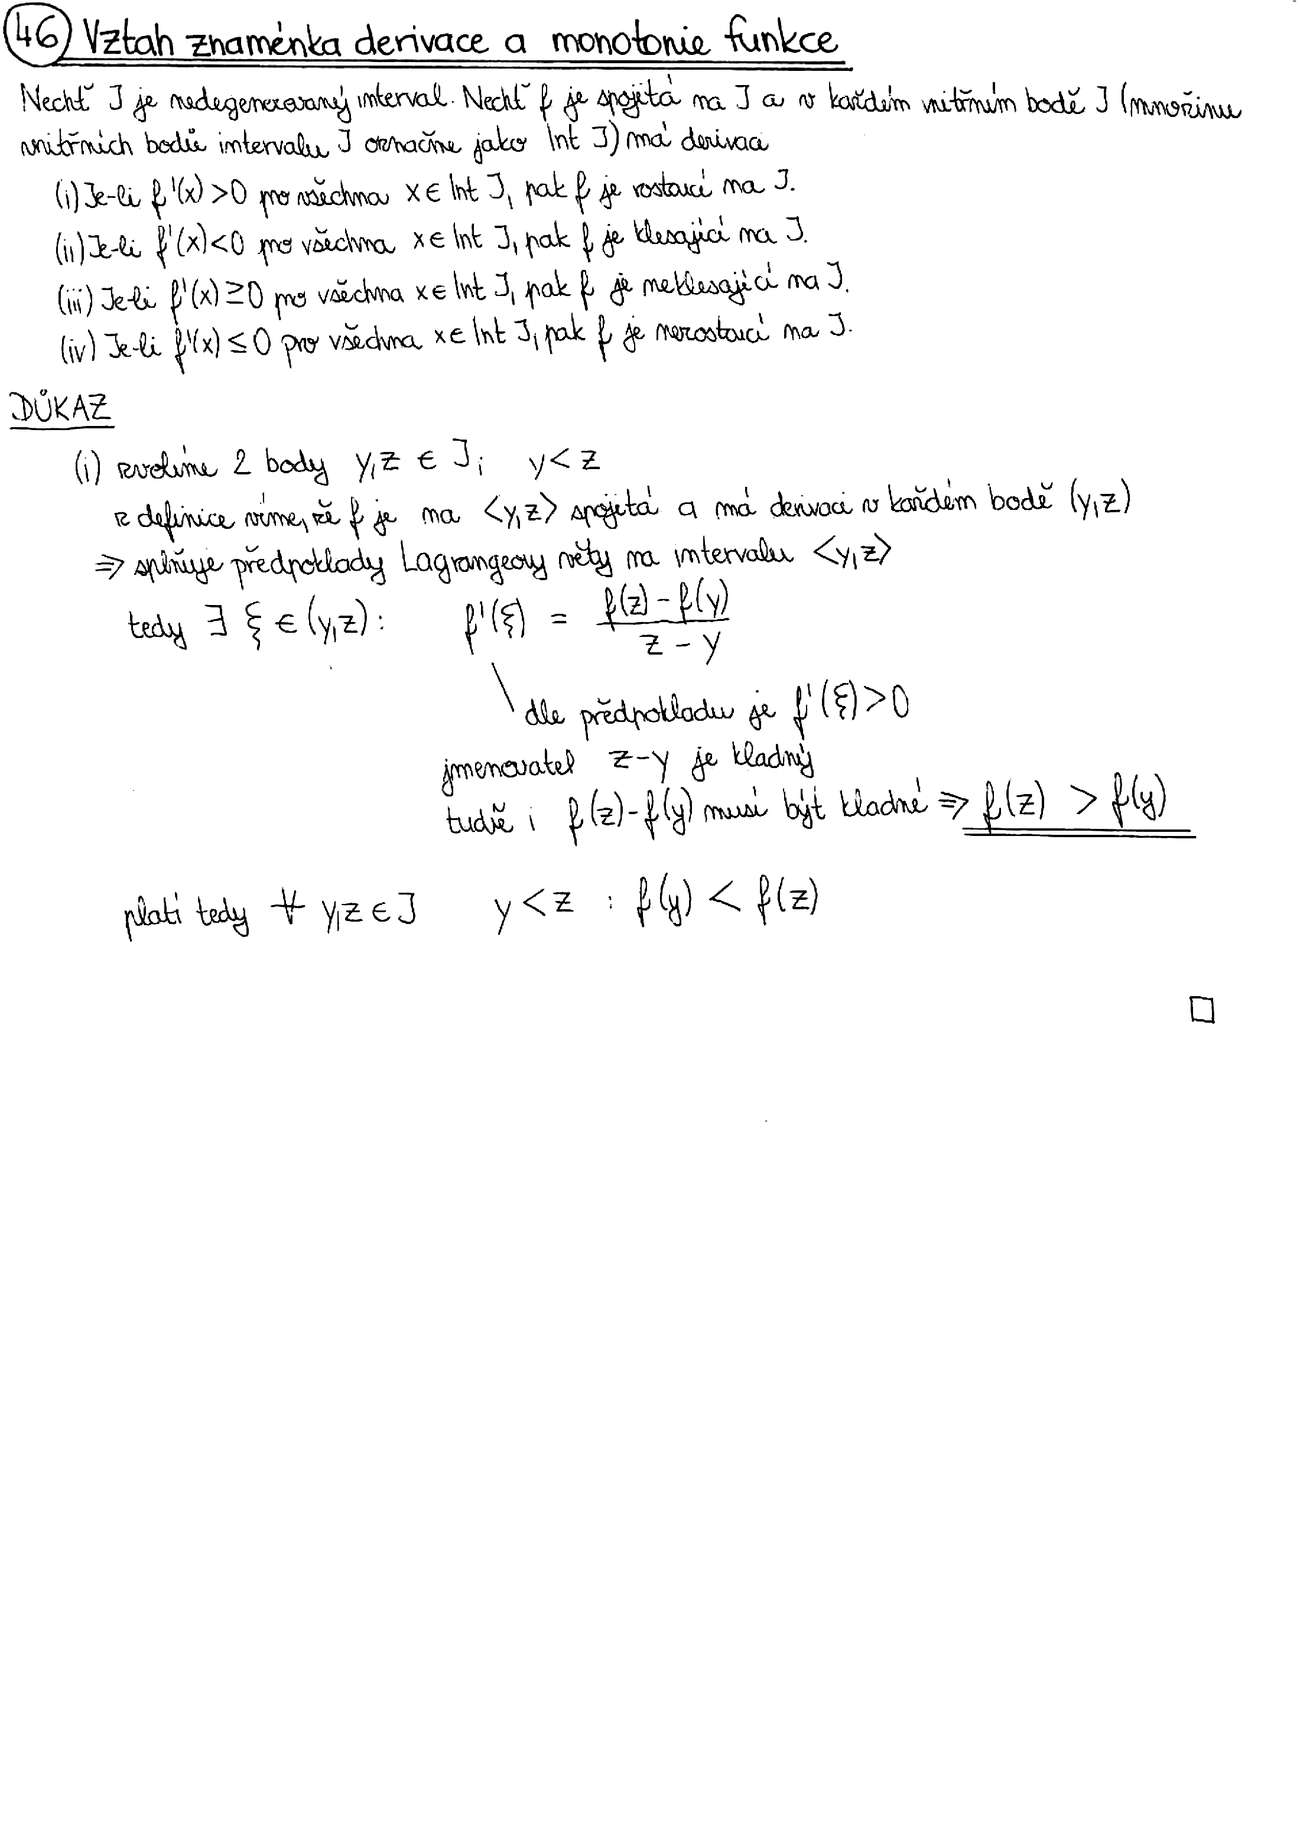 46 Vztah znaménka derivace a monotonie funkce
Nechť J je nedegenerovaný interval. Nechť f je spojitá na J a v každém vnitřním bodě J (množinu
vnitřních bodů intervalu J označme jako Int J) má derivaci
(i) Je-li f'(x) > 0 pro všechna x ∈ Int J, pak f je rostoucí na J.
(ii) Je-li f'(x) < 0 pro všechna x ∈ Int J, pak f je klesající na J.
(iii) Je-li f'(x) ≥ 0 pro všechna x ∈ Int J, pak f je neklesající na J.
(iv) Je-li f'(x) ≤ 0 pro všechna x ∈ Int J, pak f je nerostoucí na J.
DŮKAZ
(i) zvolíme 2 body y,z ∈ J; y < z
z definice víme, že f je na <y,z> spojitá a má derivaci v každém bodě (y,z)
⇒ splňuje předpoklady Lagrangeovy věty na intervalu <y,z>
tedy ∃ ξ ∈ (y,z): f'(ξ) = (f(z) - f(y)) / (z - y)
dle předpokladu je f'(ξ) > 0
jmenovatel z-y je kladný
tudíž i f(z)-f(y) musí být kladné ⇒ f(z) > f(y)
platí tedy ∀ y,z ∈ J y < z : f(y) < f(z)
□